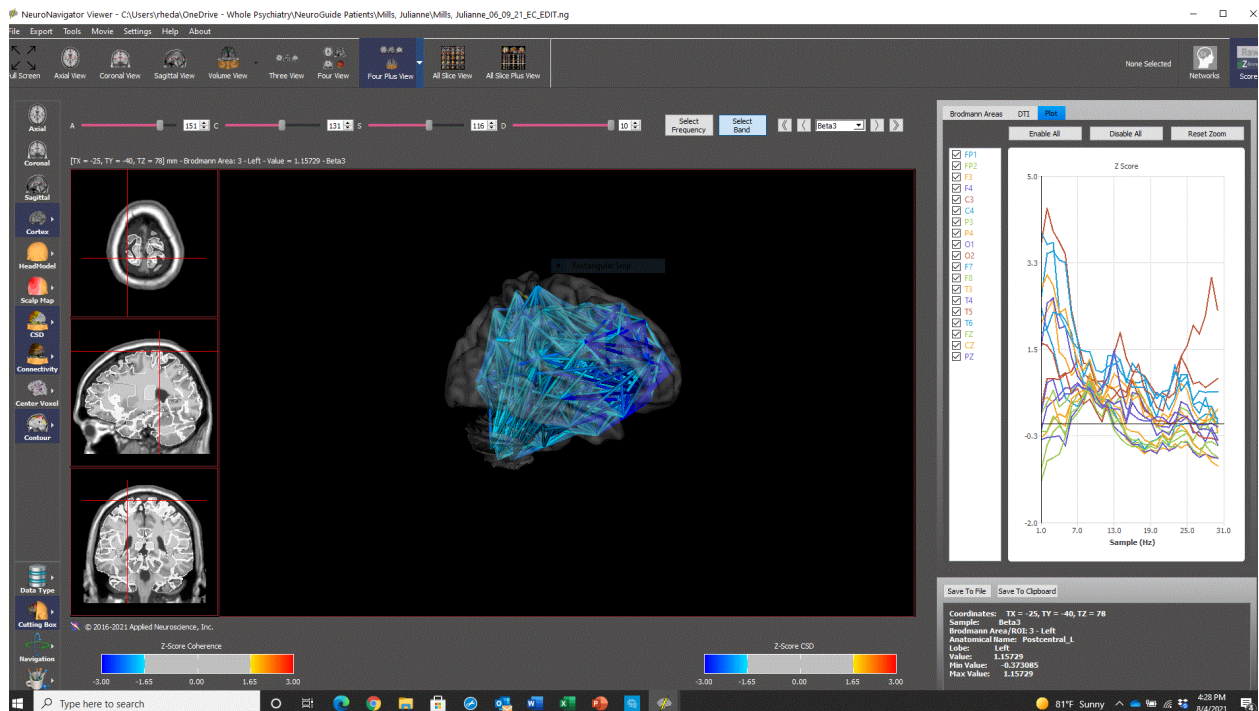 NeuroNavigator Viewer - C:\Users\rheda\OneDrive - Whole Psychiatry\NeuroGuide Patients\Mills, Julianne\Mills, Julianne_06_09_21_EC_EDIT.ng
File Export Tools Movie Settings Help About
ull Screen Axial View Coronal View Sagittal View Volume View Three View Four View Four Plus View All Slice View All Slice Plus View None Selected Networks Raw Z Score Score
Axial
Coronal
Sagittal
Cortex
HeadModel
Scalp Map
CSD
Connectivity
Center Voxel
Contour
Data Type
Cutting Box
Navigation
A 151 C 131 S 116 D 10 Select Frequency Select Band Beta3
[TX = -25, TY = -40, TZ = 78] mm - Brodmann Area: 3 - Left - Value = 1.15729 - Beta3
Rectangular Snip
© 2016-2021 Applied Neuroscience, Inc.
Z-Score Coherence
-3.00 -1.65 0.00 1.65 3.00
Z-Score CSD
-3.00 -1.65 0.00 1.65 3.00
Brodmann Areas DTI Plot
Enable All Disable All Reset Zoom
FP1
FP2
F3
F4
C3
C4
P3
P4
O1
O2
F7
F8
T3
T4
T5
T6
FZ
CZ
PZ
Z Score
5.0
3.3
1.5
-0.3
-2.0
1.0 7.0 13.0 19.0 25.0 31.0
Sample (Hz)
Save To File Save To Clipboard
Coordinates: TX = -25, TY = -40, TZ = 78
Sample: Beta3
Brodmann Area/ROI: 3 - Left
Anatomical Name: Postcentral_L
Lobe: Left
Value: 1.15729
Min Value: -0.373085
Max Value: 1.15729
Type here to search
81°F Sunny
4:28 PM
8/4/2021